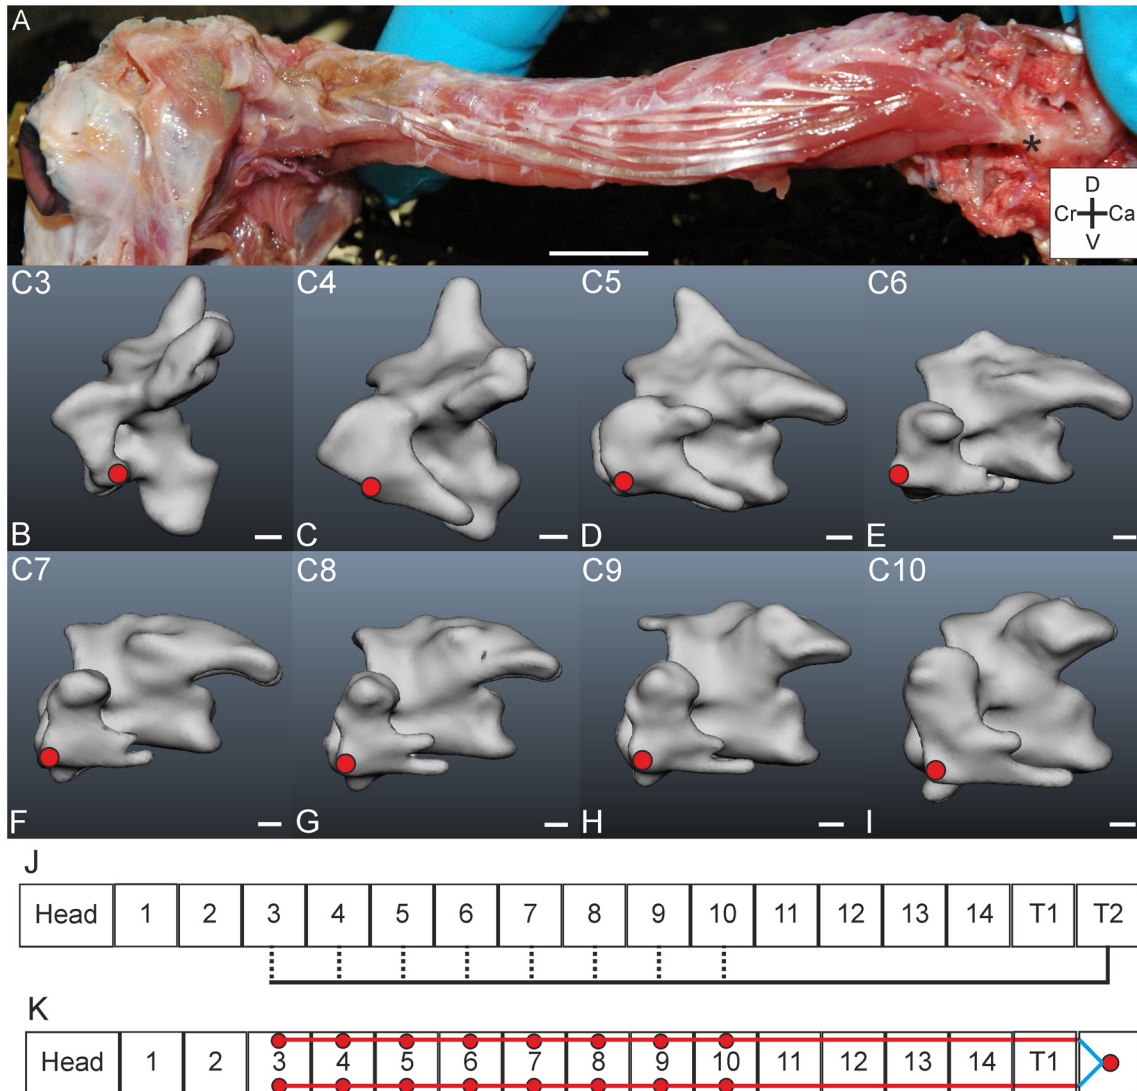 A
*
D
Cr Ca
V
C3 C4 C5 C6
B C D E
C7 C8 C9 C10
F G H I
J
Head 1 2 3 4 5 6 7 8 9 10 11 12 13 14 T1 T2
K
Head 1 2 3 4 5 6 7 8 9 10 11 12 13 14 T1